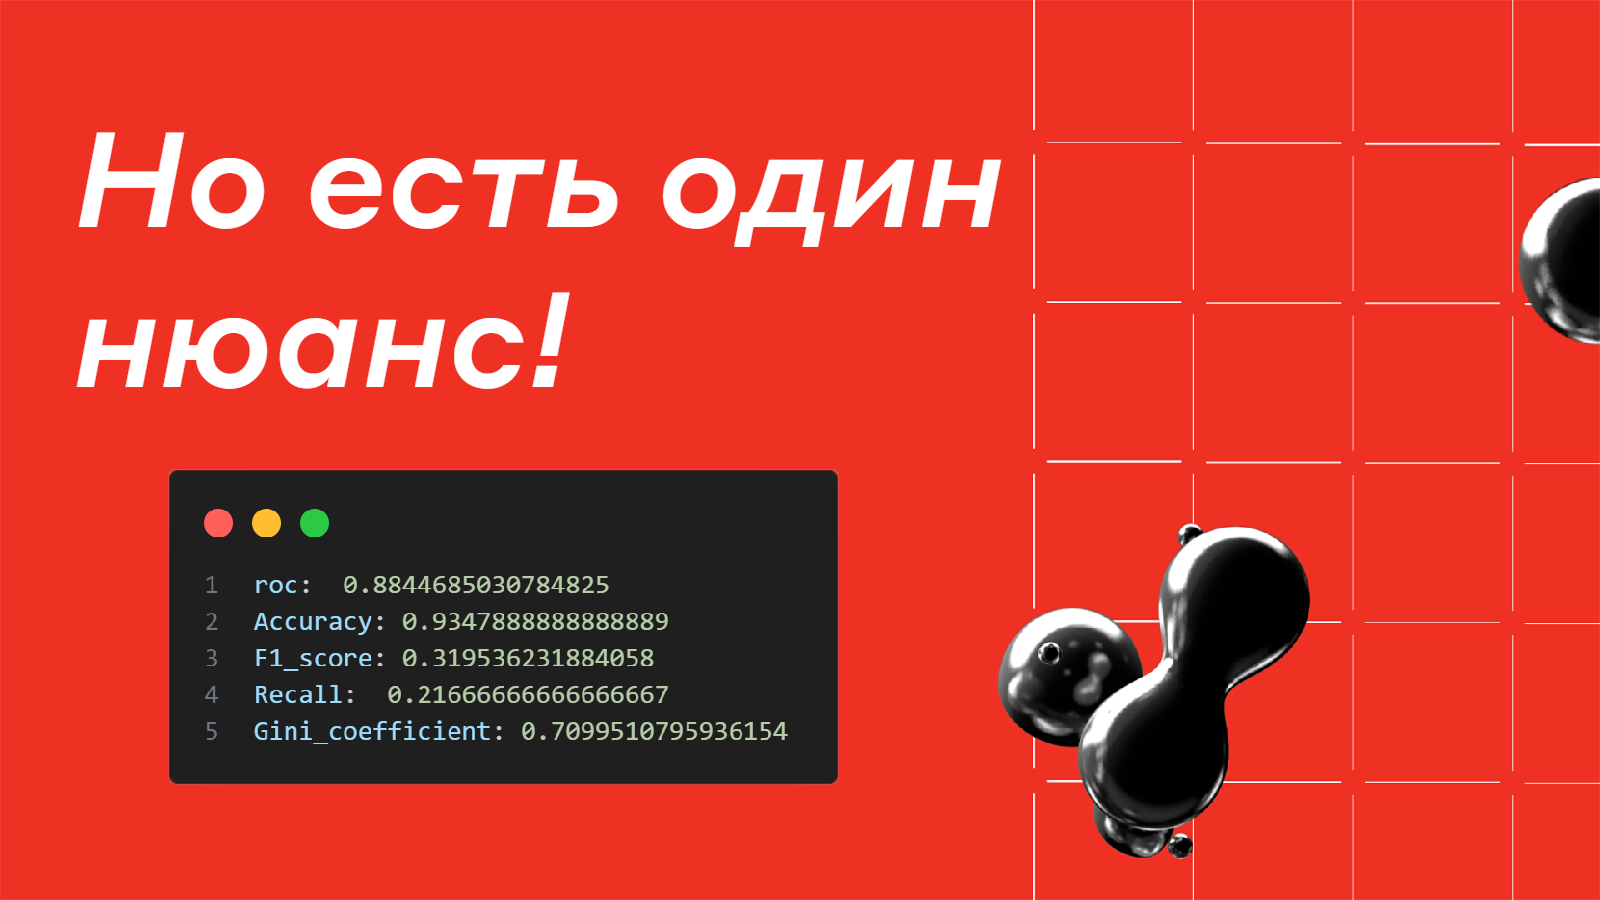 Но есть один
нюанс!
1 roc: 0.8844685030784825
2 Accuracy: 0.9347888888888889
3 F1_score: 0.319536231884058
4 Recall: 0.21666666666666667
5 Gini_coefficient: 0.7099510795936154